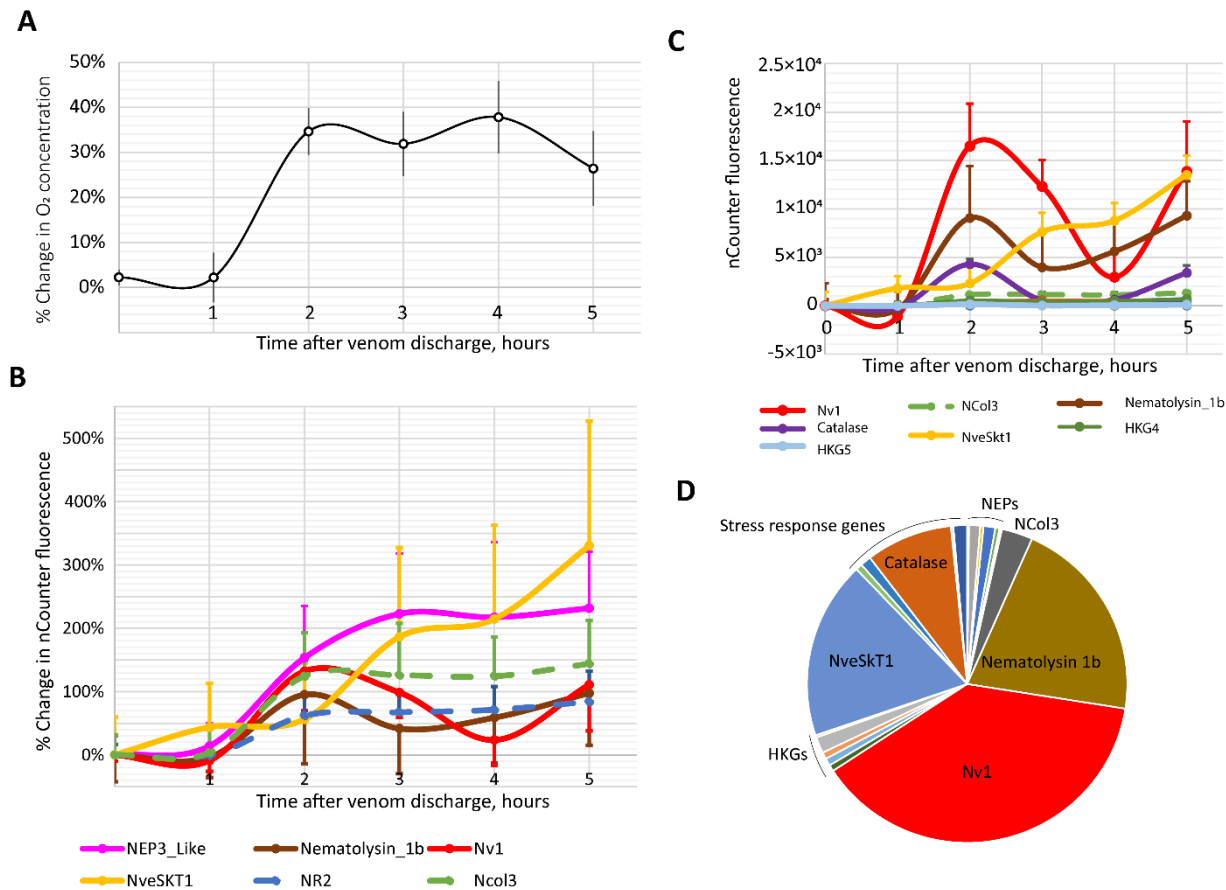 A
50%
40%
30%
20%
10%
0%
% Change in O₂ concentration
1
2
3
4
5
Time after venom discharge, hours
B
500%
400%
300%
200%
100%
0%
% Change in nCounter fluorescence
1
2
3
4
5
Time after venom discharge, hours
NEP3_Like
Nematolysin_1b
Nv1
NveSKT1
NR2
Ncol3
C
2.5×10⁴
2×10⁴
1.5×10⁴
1×10⁴
5×10³
0
-5×10³
nCounter fluorescence
0
1
2
3
4
5
Time after venom discharge, hours
Nv1
NCol3
Nematolysin_1b
Catalase
NveSkt1
HKG4
HKG5
D
NEPs
NCol3
Stress response genes
Catalase
NveSkT1
Nematolysin 1b
HKGs
Nv1